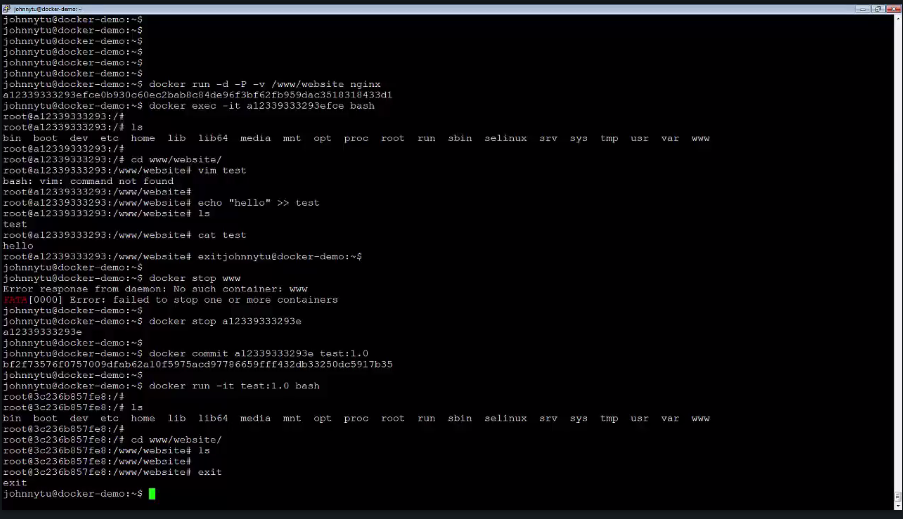 johnnytu@docker-demo: ~
johnnytu@docker-demo:~$
johnnytu@docker-demo:~$
johnnytu@docker-demo:~$
johnnytu@docker-demo:~$
johnnytu@docker-demo:~$
johnnytu@docker-demo:~$
johnnytu@docker-demo:~$ docker run -d -P -v /www/website nginx
a12339333293efce0b930c60ec2bab8c84de96f3bf62fb959dac3518318433d1
johnnytu@docker-demo:~$ docker exec -it a12339333293efce bash
root@a12339333293:/#
root@a12339333293:/# ls
bin boot dev etc home lib lib64 media mnt opt proc root run sbin selinux srv sys tmp usr var www
root@a12339333293:/#
root@a12339333293:/# cd www/website/
root@a12339333293:/www/website# vim test
bash: vim: command not found
root@a12339333293:/www/website#
root@a12339333293:/www/website# echo "hello" >> test
root@a12339333293:/www/website# ls
test
root@a12339333293:/www/website# cat test
hello
root@a12339333293:/www/website# exitjohnnytu@docker-demo:~$
johnnytu@docker-demo:~$
johnnytu@docker-demo:~$ docker stop www
Error response from daemon: No such container: www
FATA[0000] Error: failed to stop one or more containers
johnnytu@docker-demo:~$
johnnytu@docker-demo:~$ docker stop a12339333293e
a12339333293e
johnnytu@docker-demo:~$
johnnytu@docker-demo:~$ docker commit a12339333293e test:1.0
bf2f73576f0757009dfab62a10f5975acd97786659fff432db33250dc5917b35
johnnytu@docker-demo:~$
johnnytu@docker-demo:~$ docker run -it test:1.0 bash
root@3c236b857fe8:/#
root@3c236b857fe8:/# ls
bin boot dev etc home lib lib64 media mnt opt proc root run sbin selinux srv sys tmp usr var www
root@3c236b857fe8:/#
root@3c236b857fe8:/# cd www/website/
root@3c236b857fe8:/www/website# ls
root@3c236b857fe8:/www/website#
root@3c236b857fe8:/www/website# exit
exit
johnnytu@docker-demo:~$